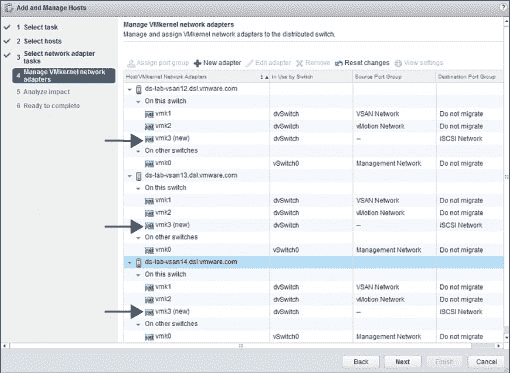 Add and Manage Hosts
?
1 Select task
2 Select hosts
3 Select network adapter tasks
4 Manage VMkernel network adapters
5 Analyze impact
6 Ready to complete
Manage VMkernel network adapters
Manage and assign VMkernel network adapters to the distributed switch.
Assign port group New adapter Edit adapter Remove Reset changes View settings
Host/VMkernel Network Adapters 1 In Use by Switch Source Port Group Destination Port Group
ds-lab-vsan12.dsl.vmware.com
On this switch
vmk1 dvSwitch VSAN Network Do not migrate
vmk2 dvSwitch vMotion Network Do not migrate
vmk3 (new) dvSwitch -- iSCSI Network
On other switches
vmk0 vSwitch0 Management Network Do not migrate
ds-lab-vsan13.dsl.vmware.com
On this switch
vmk1 dvSwitch VSAN Network Do not migrate
vmk2 dvSwitch vMotion Network Do not migrate
vmk3 (new) dvSwitch -- iSCSI Network
On other switches
vmk0 vSwitch0 Management Network Do not migrate
ds-lab-vsan14.dsl.vmware.com
On this switch
vmk1 dvSwitch VSAN Network Do not migrate
vmk2 dvSwitch vMotion Network Do not migrate
vmk3 (new) dvSwitch -- iSCSI Network
On other switches
vmk0 vSwitch0 Management Network Do not migrate
Back Next Finish Cancel